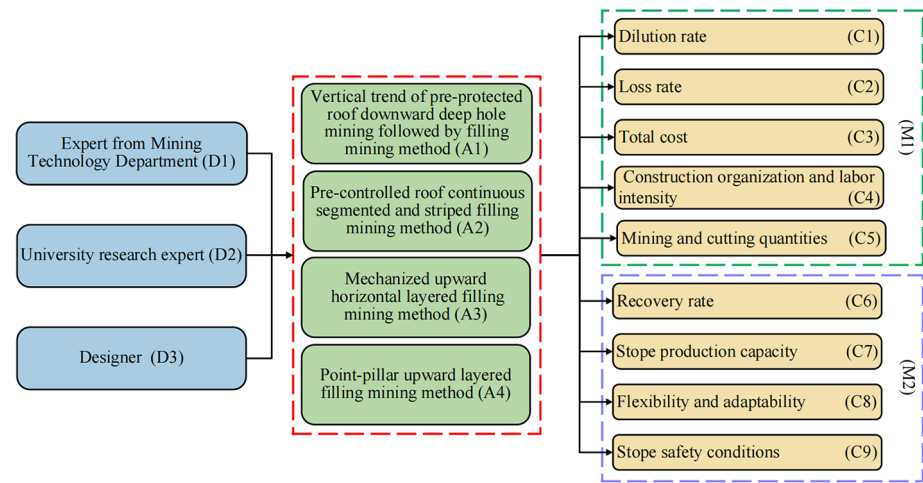 Expert from Mining
Technology Department (D1)
University research expert (D2)
Designer (D3)
Vertical trend of pre-protected
roof downward deep hole
mining followed by filling
mining method (A1)
Pre-controlled roof continuous
segmented and striped filling
mining method (A2)
Mechanized upward
horizontal layered filling
mining method (A3)
Point-pillar upward layered
filling mining method (A4)
Dilution rate (C1)
Loss rate (C2)
Total cost (C3)
Construction organization and labor
intensity (C4)
Mining and cutting quantities (C5)
(M1)
Recovery rate (C6)
Stope production capacity (C7)
Flexibility and adaptability (C8)
Stope safety conditions (C9)
(M2)